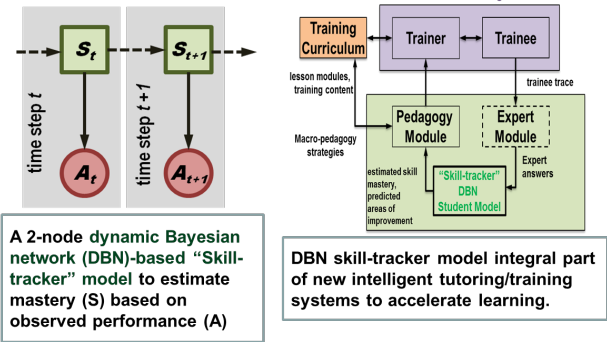 S_t
S_t+1
time step t
time step t+1
A_t
A_t+1
A 2-node dynamic Bayesian
network (DBN)-based “Skill-
tracker” model to estimate
mastery (S) based on
observed performance (A)
Training
Curriculum
Trainer
Trainee
lesson modules,
training content
trainee trace
Macro-pedagogy
strategies
Pedagogy
Module
Expert
Module
estimated skill
mastery,
predicted
areas of
improvement
Expert
answers
“Skill-tracker”
DBN
Student Model
DBN skill-tracker model integral part
of new intelligent tutoring/training
systems to accelerate learning.